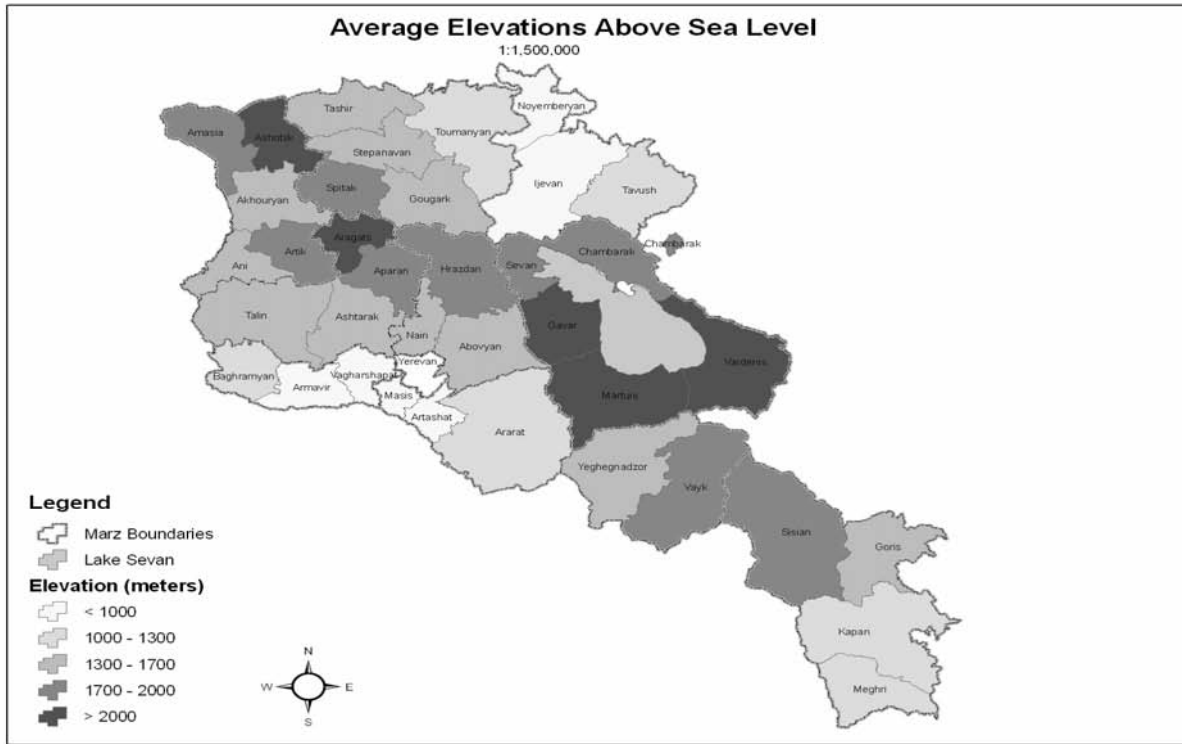 Average Elevations Above Sea Level
1:1,500,000
Noyemberyan
Tashir
Toumanyan
Amasia
Ashotsk
Stepanavan
Ijevan
Tavush
Spitak
Gougark
Akhouryan
Aragats
Artik
Chambarak
Chambarak
Ani
Aparan
Hrazdan
Sevan
Talin
Ashtarak
Nairi
Abovyan
Gavar
Yerevan
Vardenis
Baghramyan
Vagharshapat
Armavir
Masis
Martuni
Artashat
Ararat
Yeghegnadzor
Vayk
Sisian
Goris
Kapan
Meghri
Legend
Marz Boundaries
Lake Sevan
Elevation (meters)
< 1000
1000 - 1300
1300 - 1700
1700 - 2000
> 2000
N
W
E
S